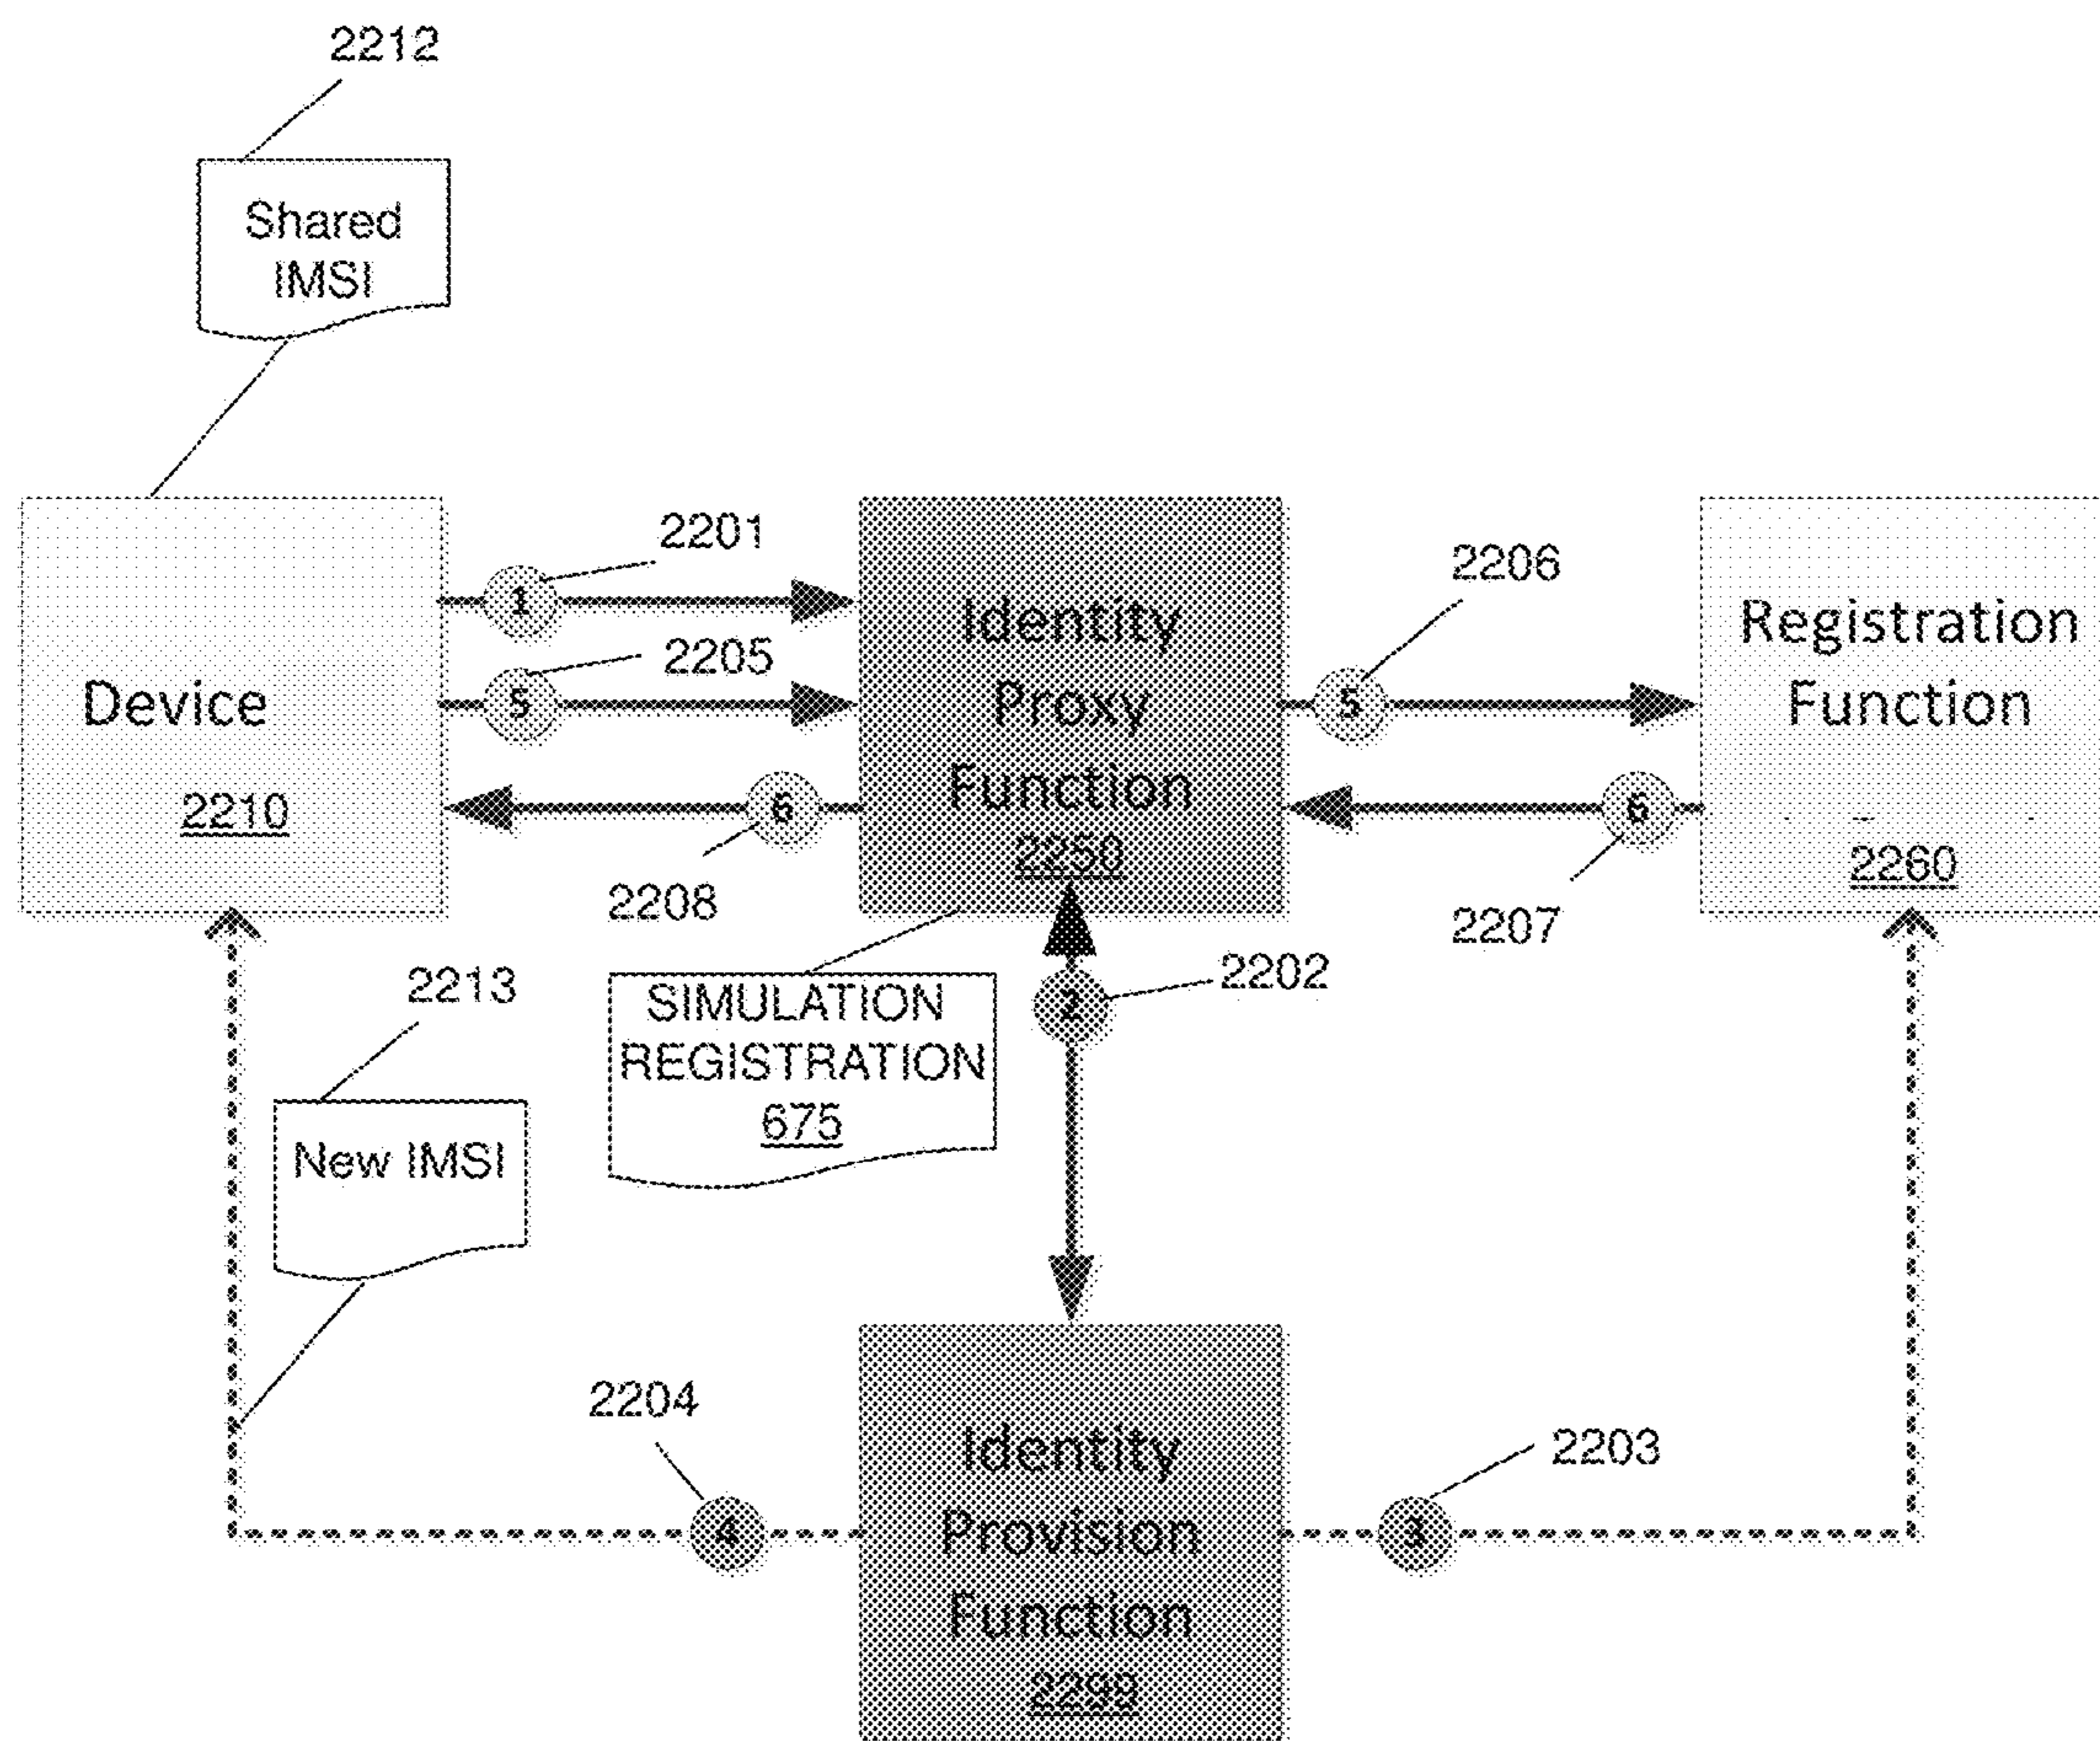 2212
Shared
IMSI
2201
2205
2206
1
5
5
6
6
Device
2210
Identity
Proxy
Function
2250
Registration
Function
2260
2208
2207
2213
New IMSI
SIMULATION
REGISTRATION
675
2
2202
2204
2203
4
3
Identity
Provision
Function
2299